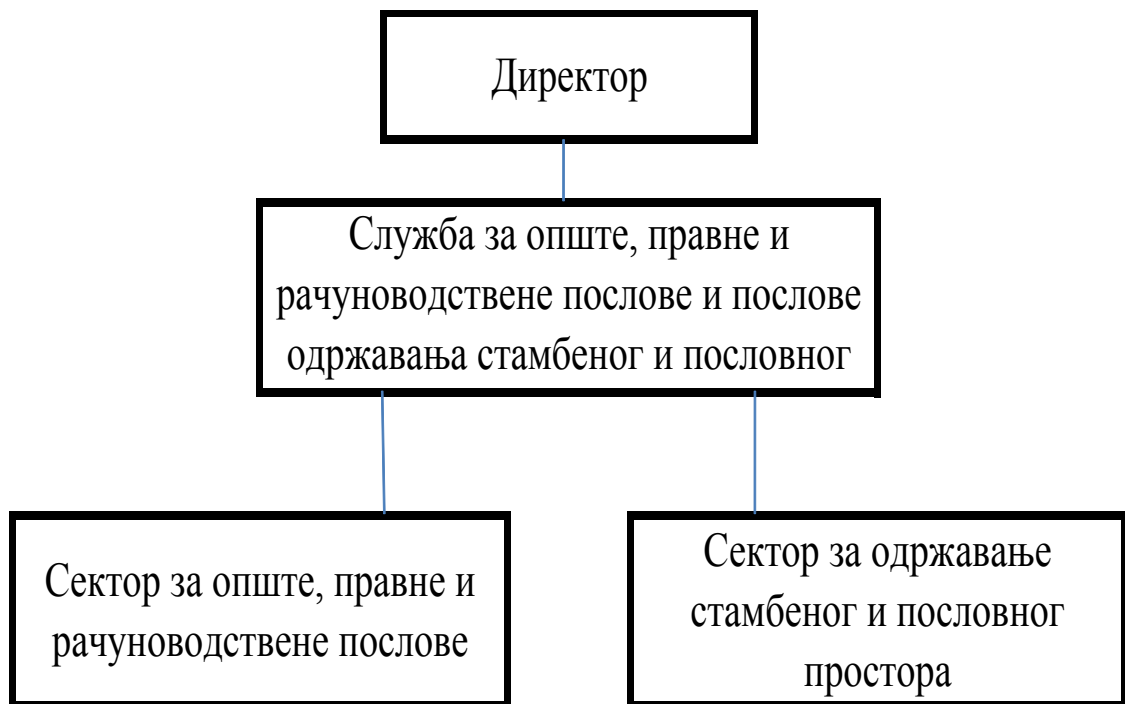 Директор
Служба за опште, правне и
рачуноводствене послове и послове
одржавања стамбеног и пословног
Сектор за опште, правне и
рачуноводствене послове
Сектор за одржавање
стамбеног и пословног
простора